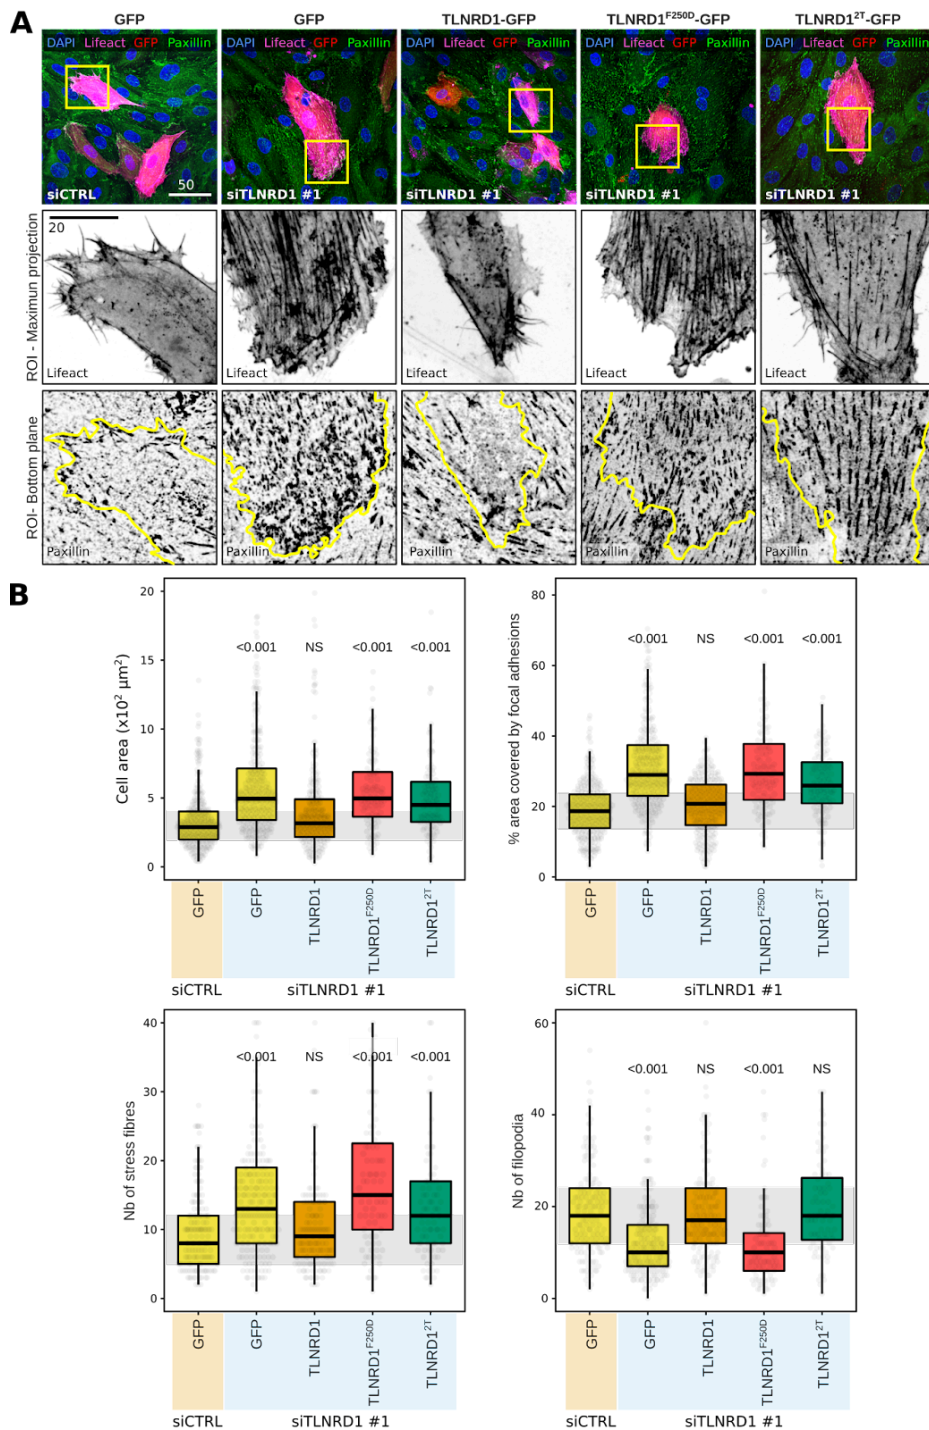 A
GFP GFP TLNRD1-GFP TLNRD1F250D-GFP TLNRD12T-GFP
DAPI Lifeact GFP Paxillin DAPI Lifeact GFP Paxillin DAPI Lifeact GFP Paxillin DAPI Lifeact GFP Paxillin DAPI Lifeact GFP Paxillin
siCTRL 50 siTLNRD1 #1 siTLNRD1 #1 siTLNRD1 #1 siTLNRD1 #1
ROI - Maximun projection
20
Lifeact Lifeact Lifeact Lifeact Lifeact
ROI- Bottom plane
Paxillin Paxillin Paxillin Paxillin Paxillin
B
Cell area (x10² µm²)
20
15
10
5
0
<0.001 NS <0.001 <0.001
GFP GFP TLNRD1 TLNRD1F250D TLNRD12T
siCTRL siTLNRD1 #1
% area covered by focal adhesions
80
60
40
20
0
<0.001 NS <0.001 <0.001
GFP GFP TLNRD1 TLNRD1F250D TLNRD12T
siCTRL siTLNRD1 #1
Nb of stress fibres
40
30
20
10
0
<0.001 NS <0.001 <0.001
GFP GFP TLNRD1 TLNRD1F250D TLNRD12T
siCTRL siTLNRD1 #1
Nb of filopodia
60
40
20
0
<0.001 NS <0.001 NS
GFP GFP TLNRD1 TLNRD1F250D TLNRD12T
siCTRL siTLNRD1 #1